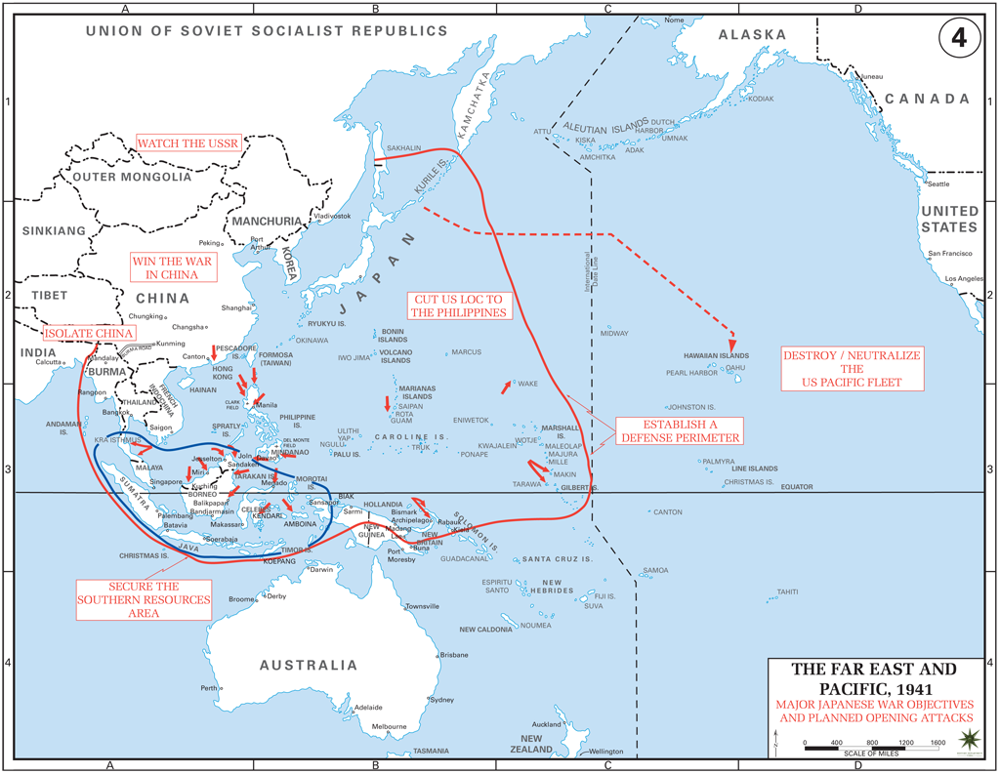 A
B
C
D
4
1
2
3
4
1
2
3
4
A
B
C
D
UNION OF SOVIET SOCIALIST REPUBLICS
Nome
ALASKA
Juneau
CANADA
KODIAK
KAMCHATKA
ALEUTIAN ISLANDS
ATTU
KISKA
AMCHITKA
ADAK
DUTCH
HARBOR
UMNAK
WATCH THE USSR
SAKHALIN
KURILE IS.
OUTER MONGOLIA
Seattle
UNITED
STATES
San Francisco
Los Angeles
SINKIANG
MANCHURIA
Vladivostok
Peking
Port
Arthur
KOREA
JAPAN
International
Date Line
WIN THE WAR
IN CHINA
TIBET
CHINA
Shanghai
Chungking
Changsha
CUT US LOC TO
THE PHILIPPINES
RYUKYU IS.
OKINAWA
BONIN
ISLANDS
MIDWAY
ISOLATE CHINA
INDIA
Calcutta
Mandalay
BURMA ROAD
Kunming
Canton
PESCADORE
IS.
FORMOSA
(TAIWAN)
IWO JIMA
VOLCANO
ISLANDS
MARCUS
HAWAIIAN ISLANDS
OAHU
PEARL HARBOR
DESTROY / NEUTRALIZE
THE
US PACIFIC FLEET
BURMA
HONG
KONG
HAINAN
Rangoon
THAILAND
FRENCH
INDOCHINA
Bangkok
Saigon
CLARK
FIELD
Manila
MARIANAS
ISLANDS
SAIPAN
ROTA
GUAM
WAKE
JOHNSTON IS.
ANDAMAN
IS.
KRA ISTHMUS
SPRATLY
IS.
PHILIPPINE
IS.
ULITHI
YAP
NGULU
PALU IS.
CAROLINE IS.
TRUK
ENIWETOK
KWAJALEIN
PONAPE
MARSHALL
IS.
WOTJE
MALEOLAP
MAJURA
MILLE
MAKIN
TARAWA
GILBERT IS.
ESTABLISH A
DEFENSE PERIMETER
PALMYRA
LINE ISLANDS
CHRISTMAS IS.
EQUATOR
MALAYA
Singapore
SUMATRA
DEL MONTE
FIELD
MINDANAO
Davao
Joln
Jesselton
Sandaken
Miri
TARAKAN IS.
Kuching
BORNEO
Balikpapan
Bandjarmasin
Menado
MOROTAI
IS.
CELEBES
KENDARI
Makassar
AMBOINA
Sansapor
BIAK
Sarmi
HOLLANDIA
Palembang
Batavia
JAVA
Soerabaja
CHRISTMAS IS.
TIMOR IS.
KOEPANG
NEW
GUINEA
Bismark
Archipelago
Madang
Lae
NEW
BRITAIN
Rabauk
Kieta
SOLOMON IS.
Buna
Port
Moresby
GUADACANAL
SANTA CRUZ IS.
CANTON
SAMOA
TAHITI
SECURE THE
SOUTHERN RESOURCES
AREA
Darwin
Broome
Derby
Townsville
ESPIRITU
SANTO
NEW
HEBRIDES
FIJI IS.
SUVA
NOUMEA
NEW CALDONIA
AUSTRALIA
Brisbane
Perth
Sydney
Adelaide
Melbourne
TASMANIA
Auckland
NEW
ZEALAND
Wellington
THE FAR EAST AND
PACIFIC, 1941
MAJOR JAPANESE WAR OBJECTIVES
AND PLANNED OPENING ATTACKS
0 400 800 1200 1600
SCALE OF MILES